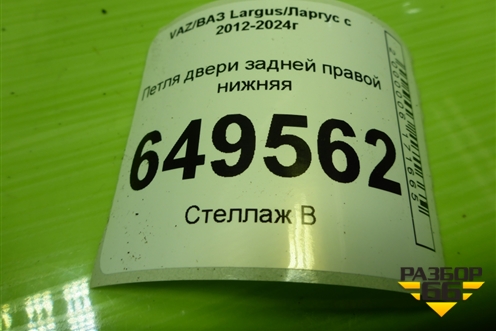 VAZ/ВАЗ Largus/Ларгус с
2012-2024г
Петля двери задней правой
нижняя
649562
Стеллаж В
РАЗБОР
66